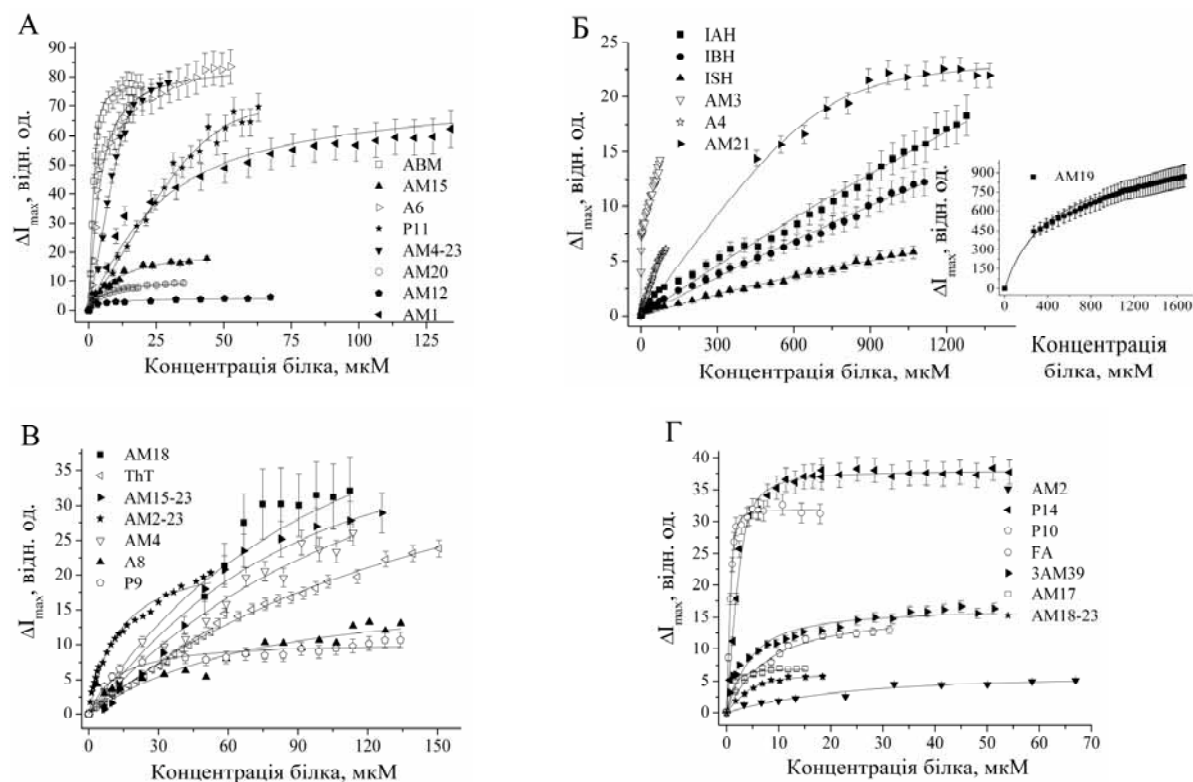 А
ΔImax, відн. од.
90
80
70
60
50
40
30
20
10
0
ABM
AM15
A6
P11
AM4-23
AM20
AM12
AM1
0 25 50 75 100 125
Концентрація білка, мкМ
Б
ΔImax, відн. од.
25
20
15
10
5
0
IAH
IBH
ISH
AM3
A4
AM21
0 300 600 900 1200
Концентрація білка, мкМ
ΔImax, відн. од.
900
750
600
450
300
150
0
AM19
0 400 800 1200 1600
Концентрація
білка, мкМ
В
ΔImax, відн. од.
35
30
25
20
15
10
5
0
AM18
ThT
AM15-23
AM2-23
AM4
A8
P9
0 30 60 90 120 150
Концентрація білка, мкМ
Г
ΔImax, відн. од.
40
35
30
25
20
15
10
5
0
AM2
P14
P10
FA
3AM39
AM17
AM18-23
0 10 20 30 40 50 60 70
Концентрація білка, мкМ